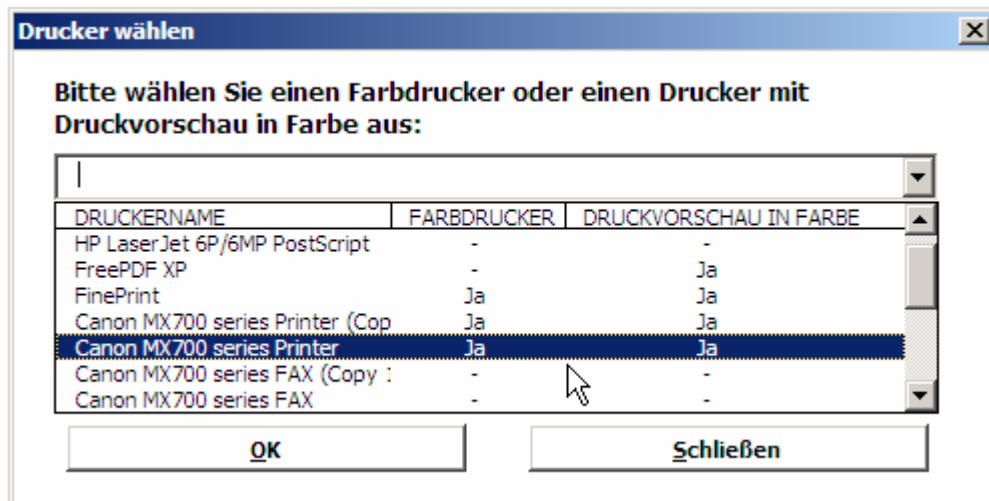 Drucker wählen
Bitte wählen Sie einen Farbdrucker oder einen Drucker mit
Druckvorschau in Farbe aus:
DRUCKERNAME FARBDRUCKER DRUCKVORSCHAU IN FARBE
HP LaserJet 6P/6MP PostScript - -
FreePDF XP - Ja
FinePrint Ja Ja
Canon MX700 series Printer (Cop Ja Ja
Canon MX700 series Printer Ja Ja
Canon MX700 series FAX (Copy 1 - -
Canon MX700 series FAX - -
OK Schließen